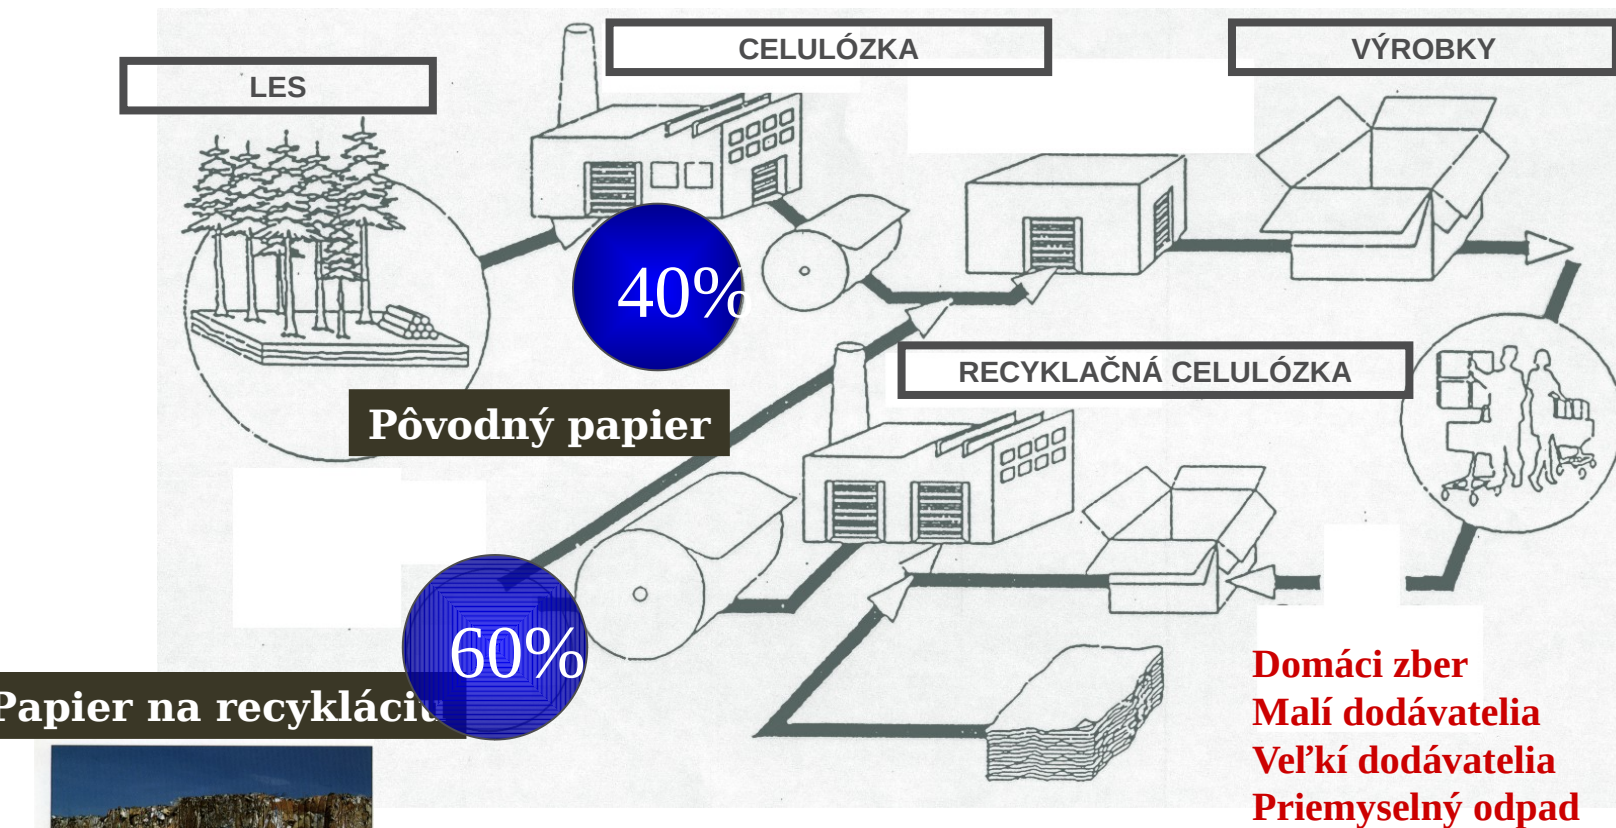 CELULÓZKA
VÝROBKY
LES
40%
RECYKLAČNÁ CELULÓZKA
Pôvodný papier
60%
Papier na recykláciu
Domáci zber
Malí dodávatelia
Veľkí dodávatelia
Priemyselný odpad